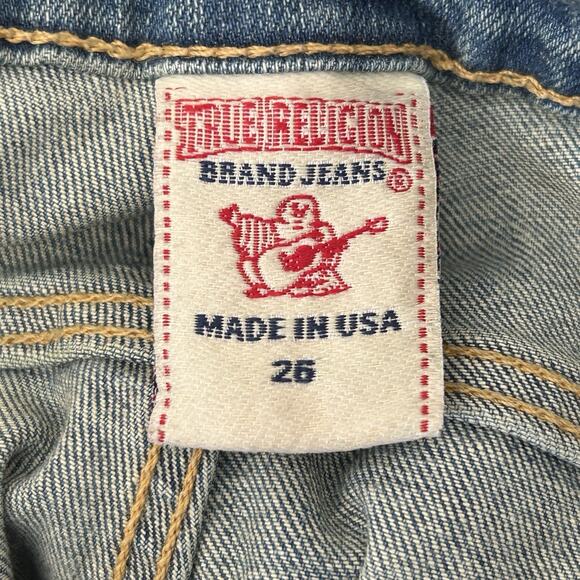 TRUE RELIGION
BRAND JEANS®
MADE IN USA
26